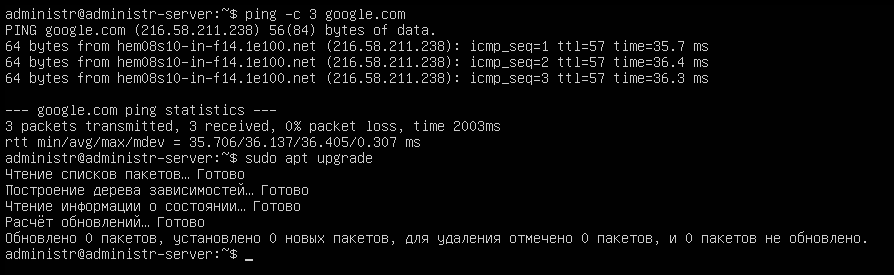 administr@administr-server:~$ ping -c 3 google.com
PING google.com (216.58.211.238) 56(84) bytes of data.
64 bytes from hem08s10-in-f14.1e100.net (216.58.211.238): icmp_seq=1 ttl=57 time=35.7 ms
64 bytes from hem08s10-in-f14.1e100.net (216.58.211.238): icmp_seq=2 ttl=57 time=36.4 ms
64 bytes from hem08s10-in-f14.1e100.net (216.58.211.238): icmp_seq=3 ttl=57 time=36.3 ms
--- google.com ping statistics ---
3 packets transmitted, 3 received, 0% packet loss, time 2003ms
rtt min/avg/max/mdev = 35.706/36.137/36.405/0.307 ms
administr@administr-server:~$ sudo apt upgrade
Чтение списков пакетов… Готово
Построение дерева зависимостей… Готово
Чтение информации о состоянии… Готово
Расчёт обновлений… Готово
Обновлено 0 пакетов, установлено 0 новых пакетов, для удаления отмечено 0 пакетов, и 0 пакетов не обновлено.
administr@administr-server:~$ _